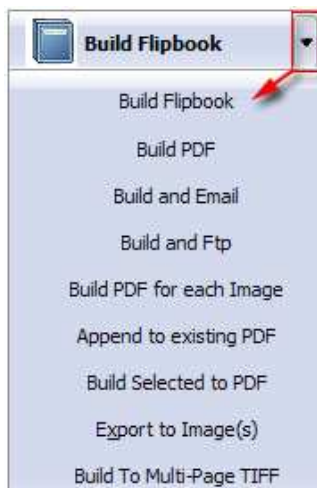 Build Flipbook
Build Flipbook
Build PDF
Build and Email
Build and Ftp
Build PDF for each Image
Append to existing PDF
Build Selected to PDF
Export to Image(s)
Build To Multi-Page TIFF